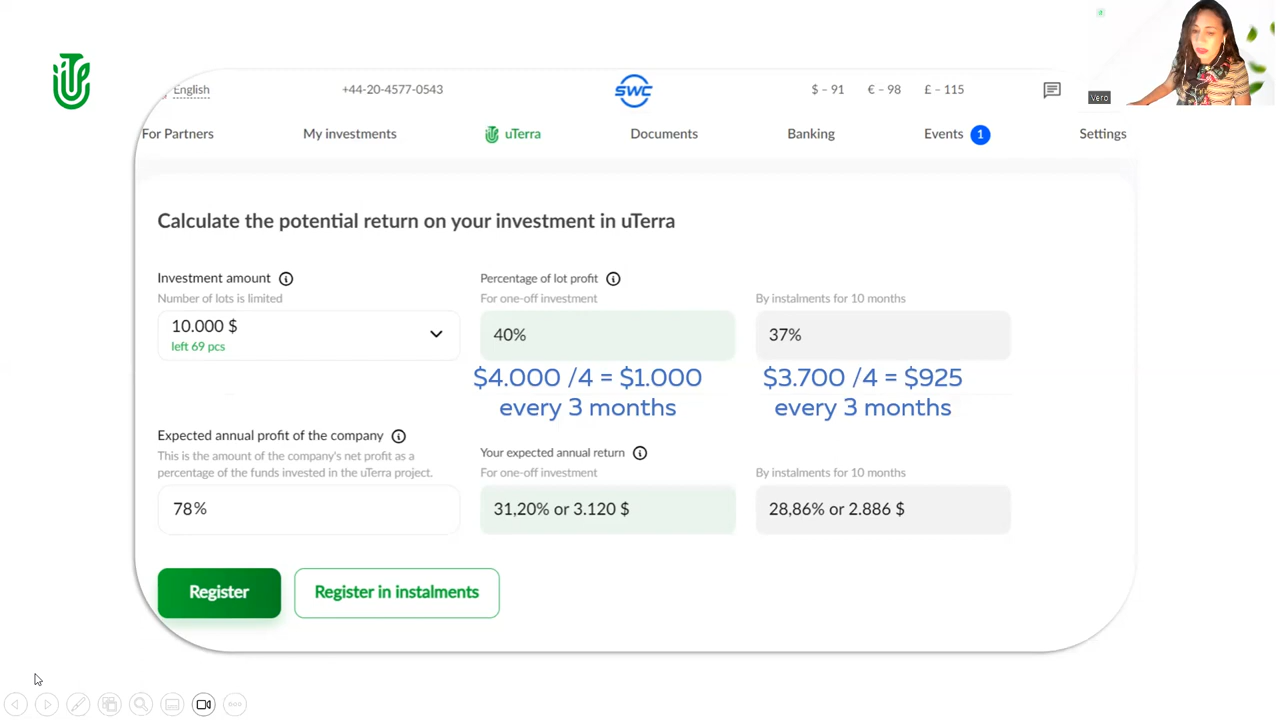 English
+44-20-4577-0543
SWC
$ – 91 € – 98 £ – 115
Vero
For Partners My investments uTerra Documents Banking Events 1 Settings
Calculate the potential return on your investment in uTerra
Investment amount
Number of lots is limited
10.000 $
left 69 pcs
Percentage of lot profit
For one-off investment
40%
$4.000 /4 = $1.000
every 3 months
By instalments for 10 months
37%
$3.700 /4 = $925
every 3 months
Expected annual profit of the company
This is the amount of the company's net profit as a
percentage of the funds invested in the uTerra project.
78%
Your expected annual return
For one-off investment
31,20% or 3.120 $
By instalments for 10 months
28,86% or 2.886 $
Register
Register in instalments